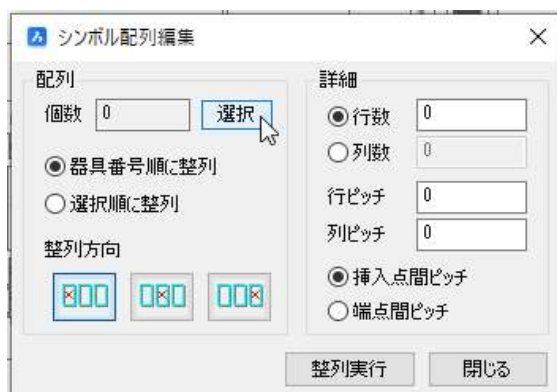 シンボル配列編集
配列
個数 0 選択
器具番号順に整列
選択順に整列
整列方向
詳細
行数 0
列数 0
行ピッチ 0
列ピッチ 0
挿入点間ピッチ
端点間ピッチ
整列実行 閉じる